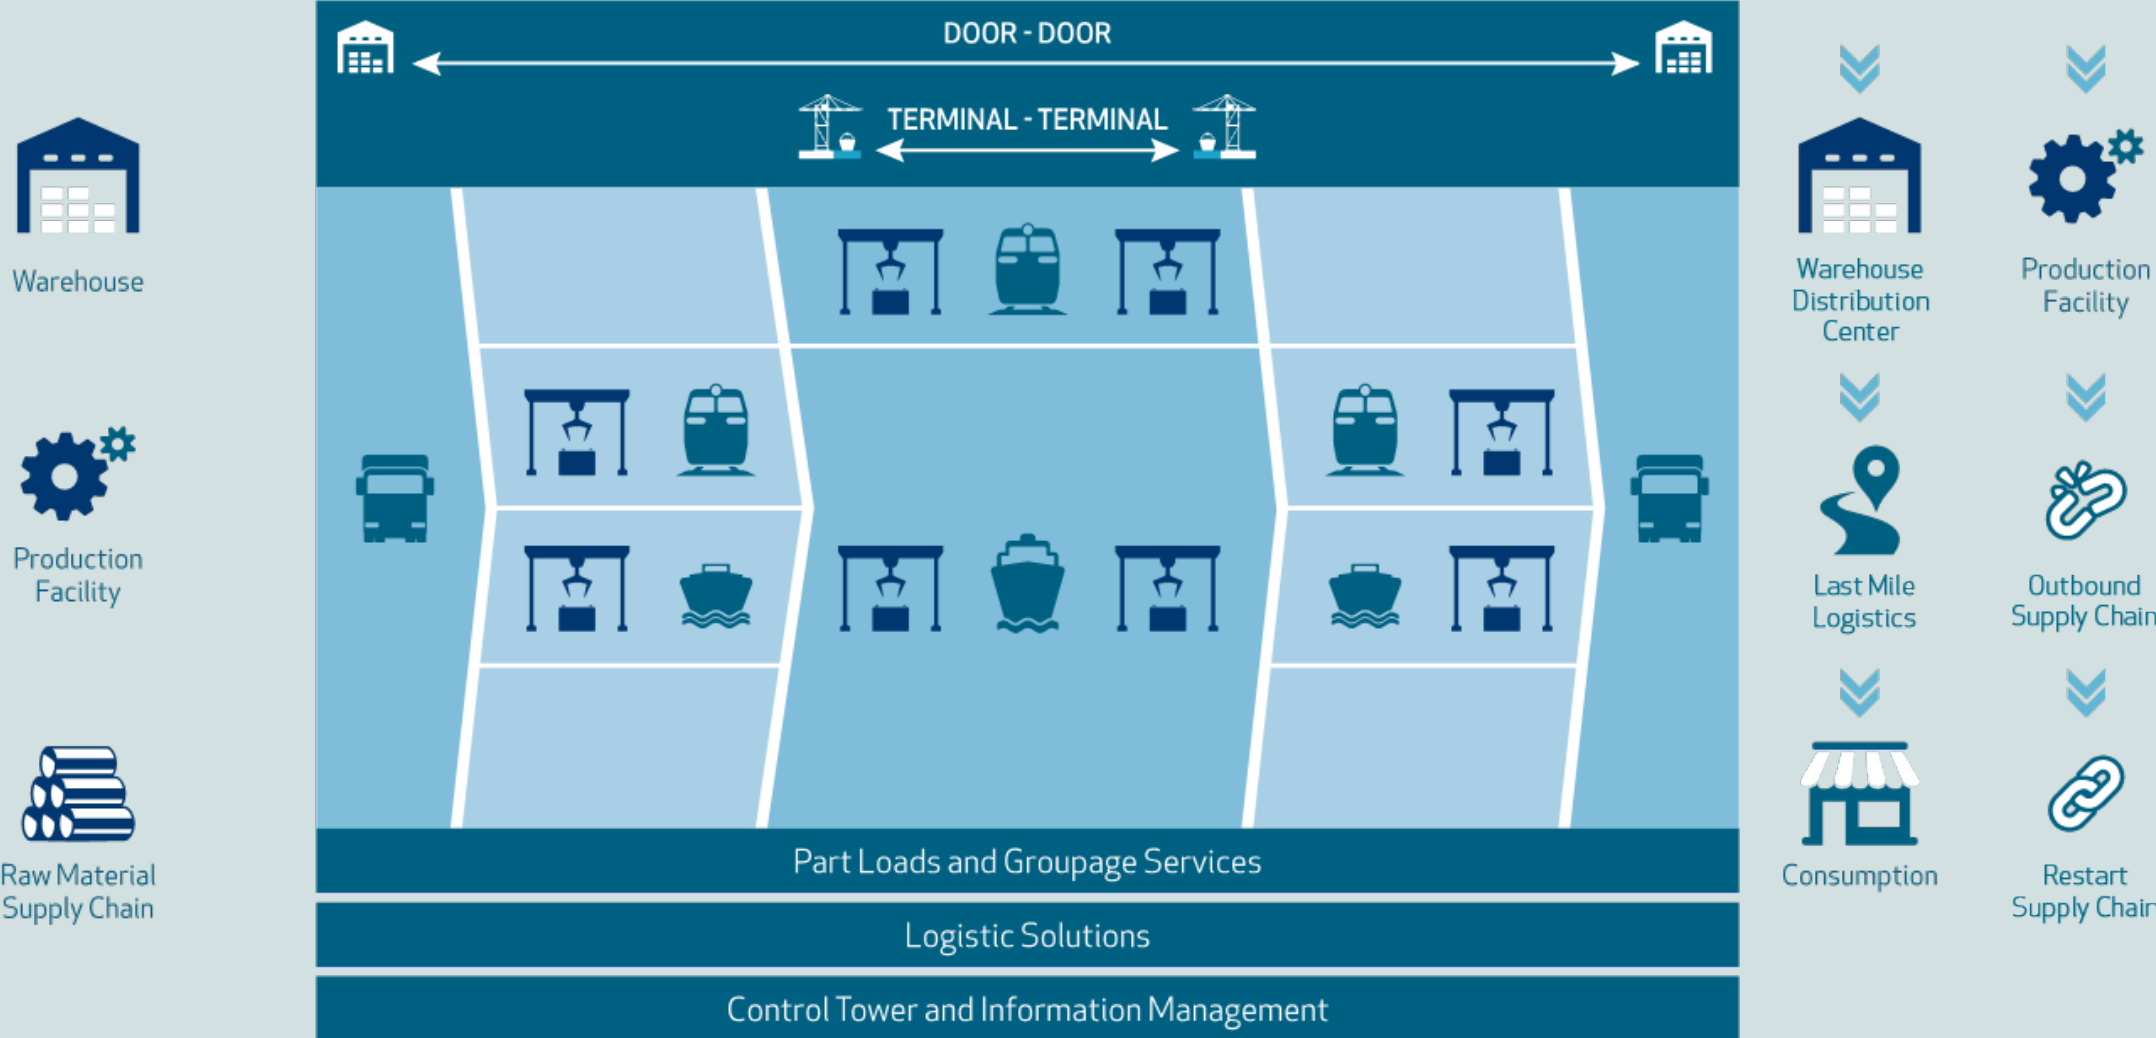 DOOR - DOOR
TERMINAL - TERMINAL
Warehouse
Production
Facility
Raw Material
Supply Chain
Part Loads and Groupage Services
Logistic Solutions
Control Tower and Information Management
Warehouse
Distribution
Center
Last Mile
Logistics
Consumption
Production
Facility
Outbound
Supply Chain
Restart
Supply Chain